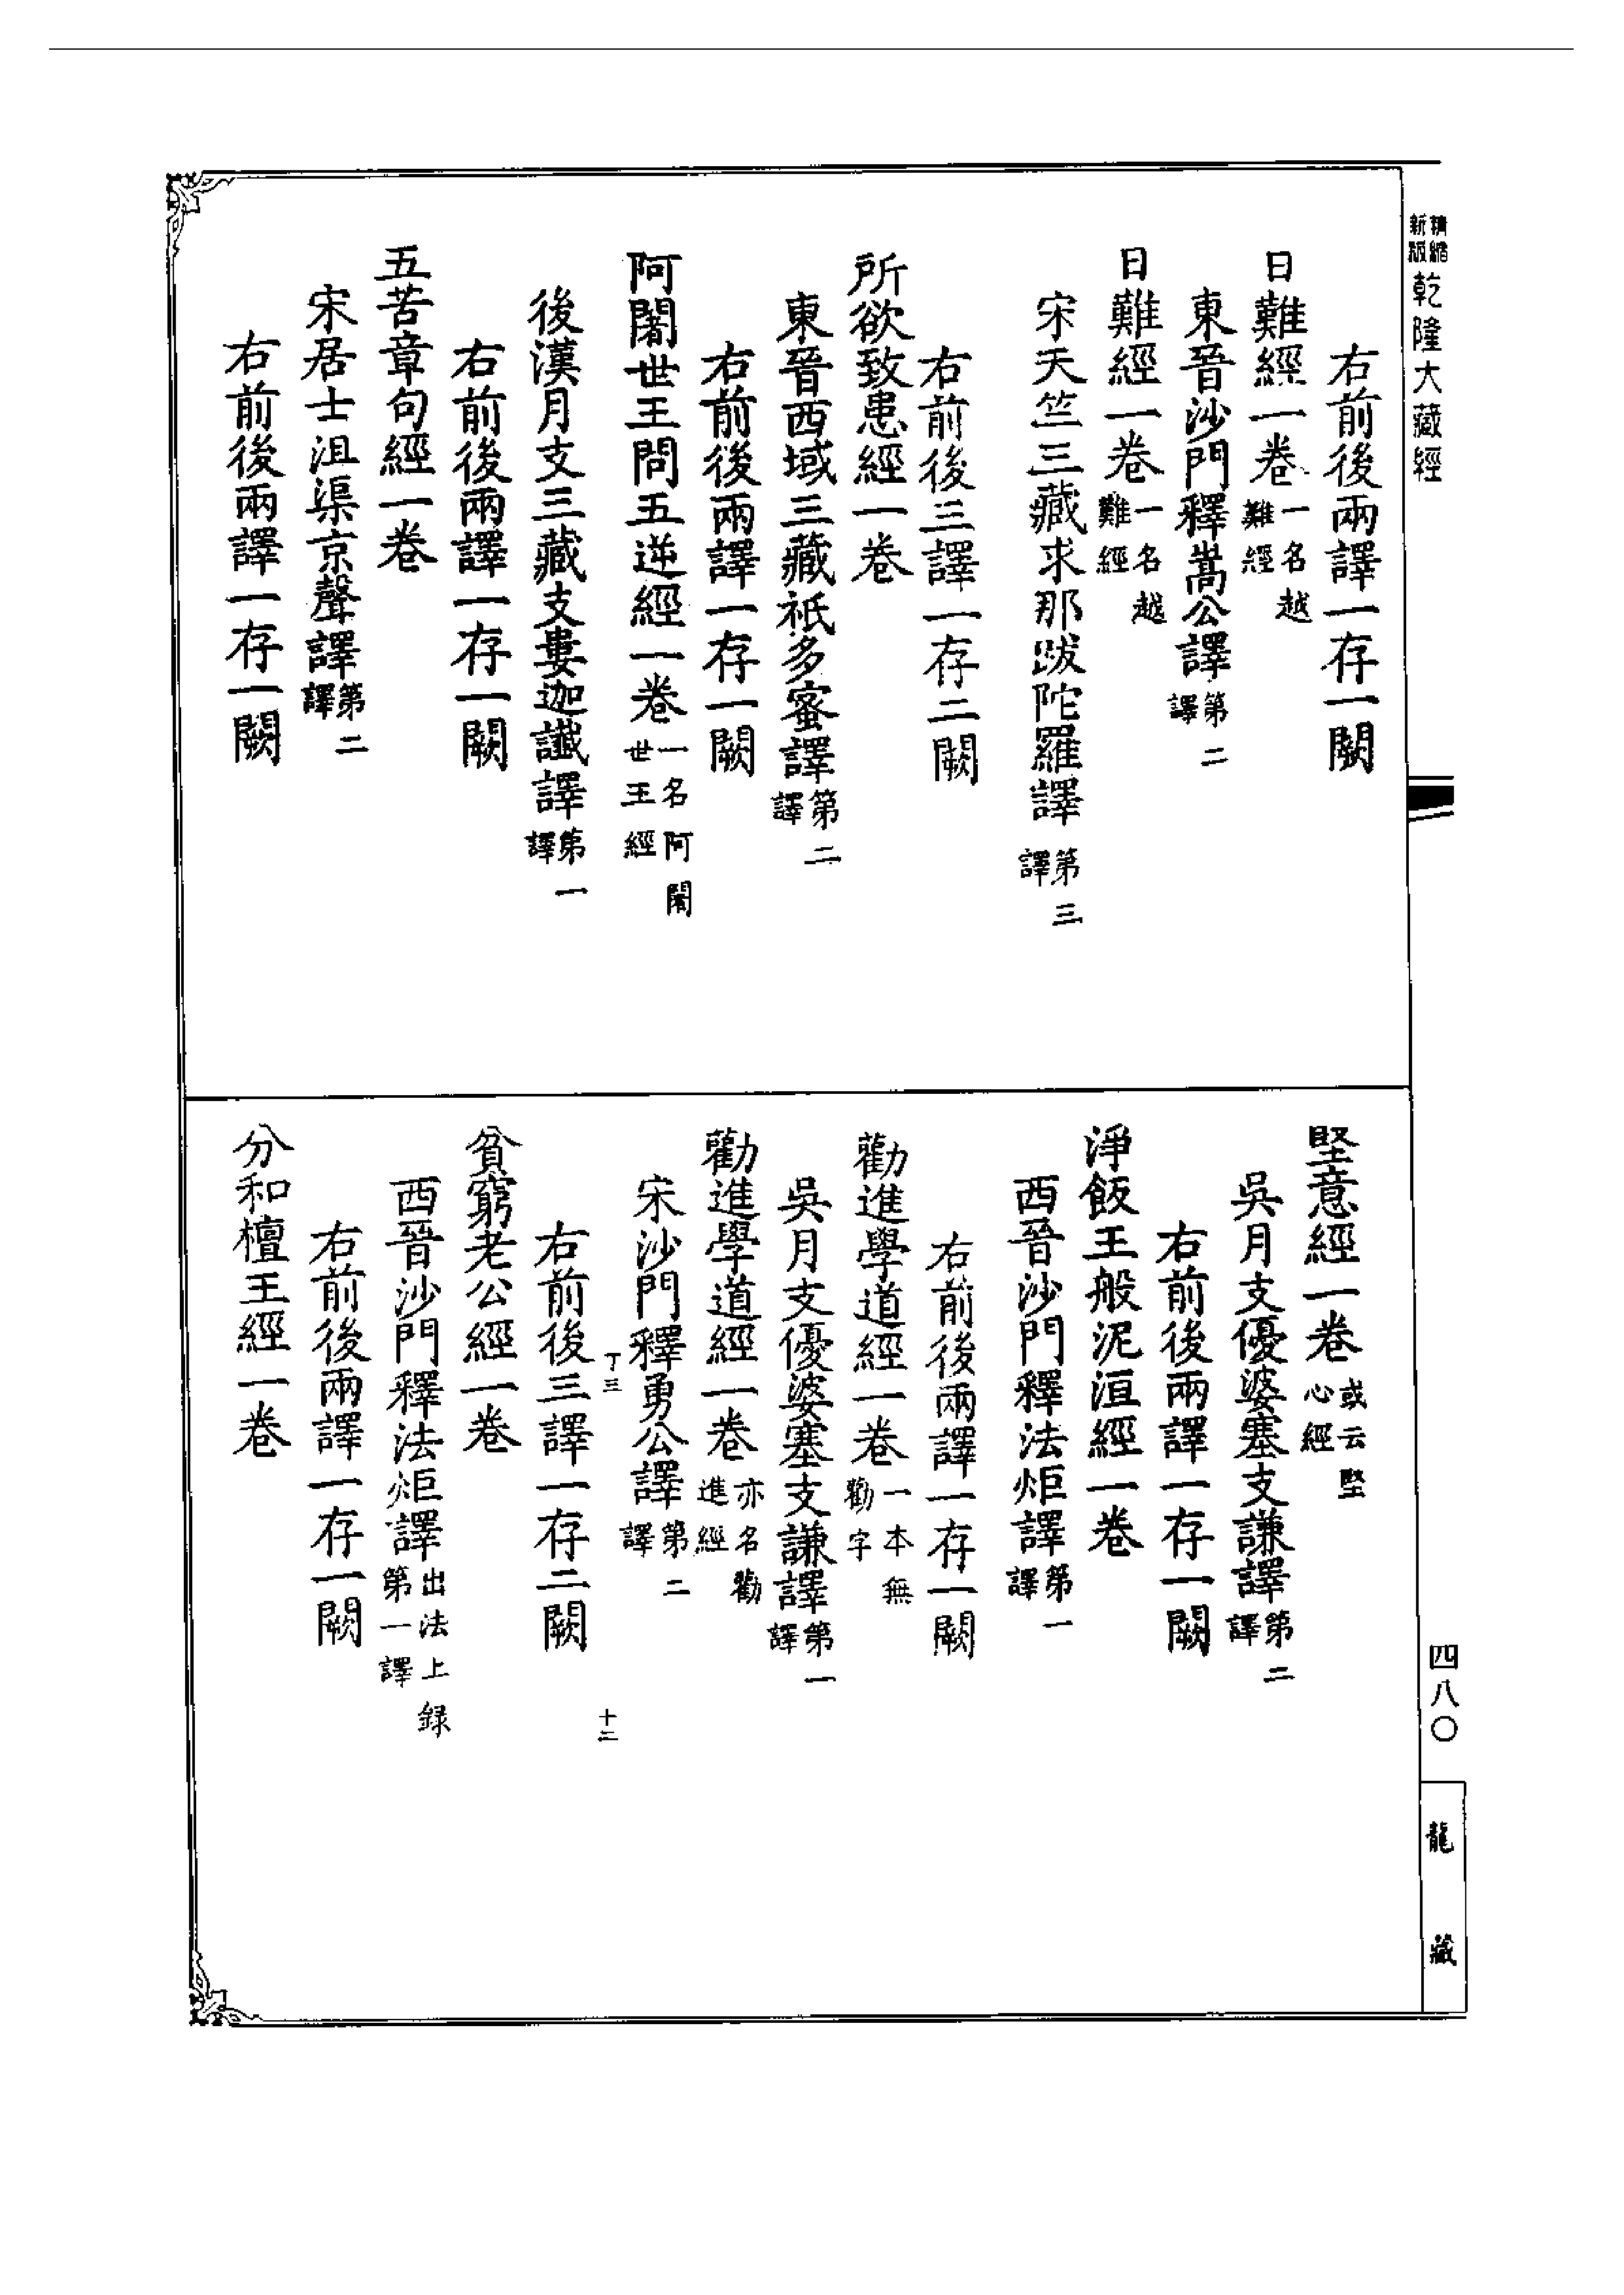 精縮新版乾隆大藏經
右前後兩譯一存一闕
日難經一卷一名越難經
東晉沙門釋嵩公譯第二譯
日難經一卷一名越難經
宋天竺三藏求那跋陀羅譯第三譯
右前後三譯一存二闕
所欲致患經一卷
東晉西域三藏祇多蜜譯第二譯
右前後兩譯一存一闕
阿闍世王問五逆經一卷一名阿闍世王經
後漢月支三藏支婁迦讖譯第一譯
右前後兩譯一存一闕
五苦章句經一卷
宋居士沮渠京聲譯第二譯
右前後兩譯一存一闕
堅意經一卷或云堅心經
吳月支優婆塞支謙譯第二譯
右前後兩譯一存一闕
淨飯王般泥洹經一卷
西晉沙門釋法炬譯第一譯
右前後兩譯一存一闕
勸進學道經一卷一本無勸字
吳月支優婆塞支謙譯第一譯
勸進學道經一卷亦名勸進經
宋沙門釋勇公譯第二譯
丁三
十二
右前後三譯一存二闕
貧窮老公經一卷
西晉沙門釋法炬譯出法上録第一譯
右前後兩譯一存一闕
分和檀王經一卷
四八〇
龍藏